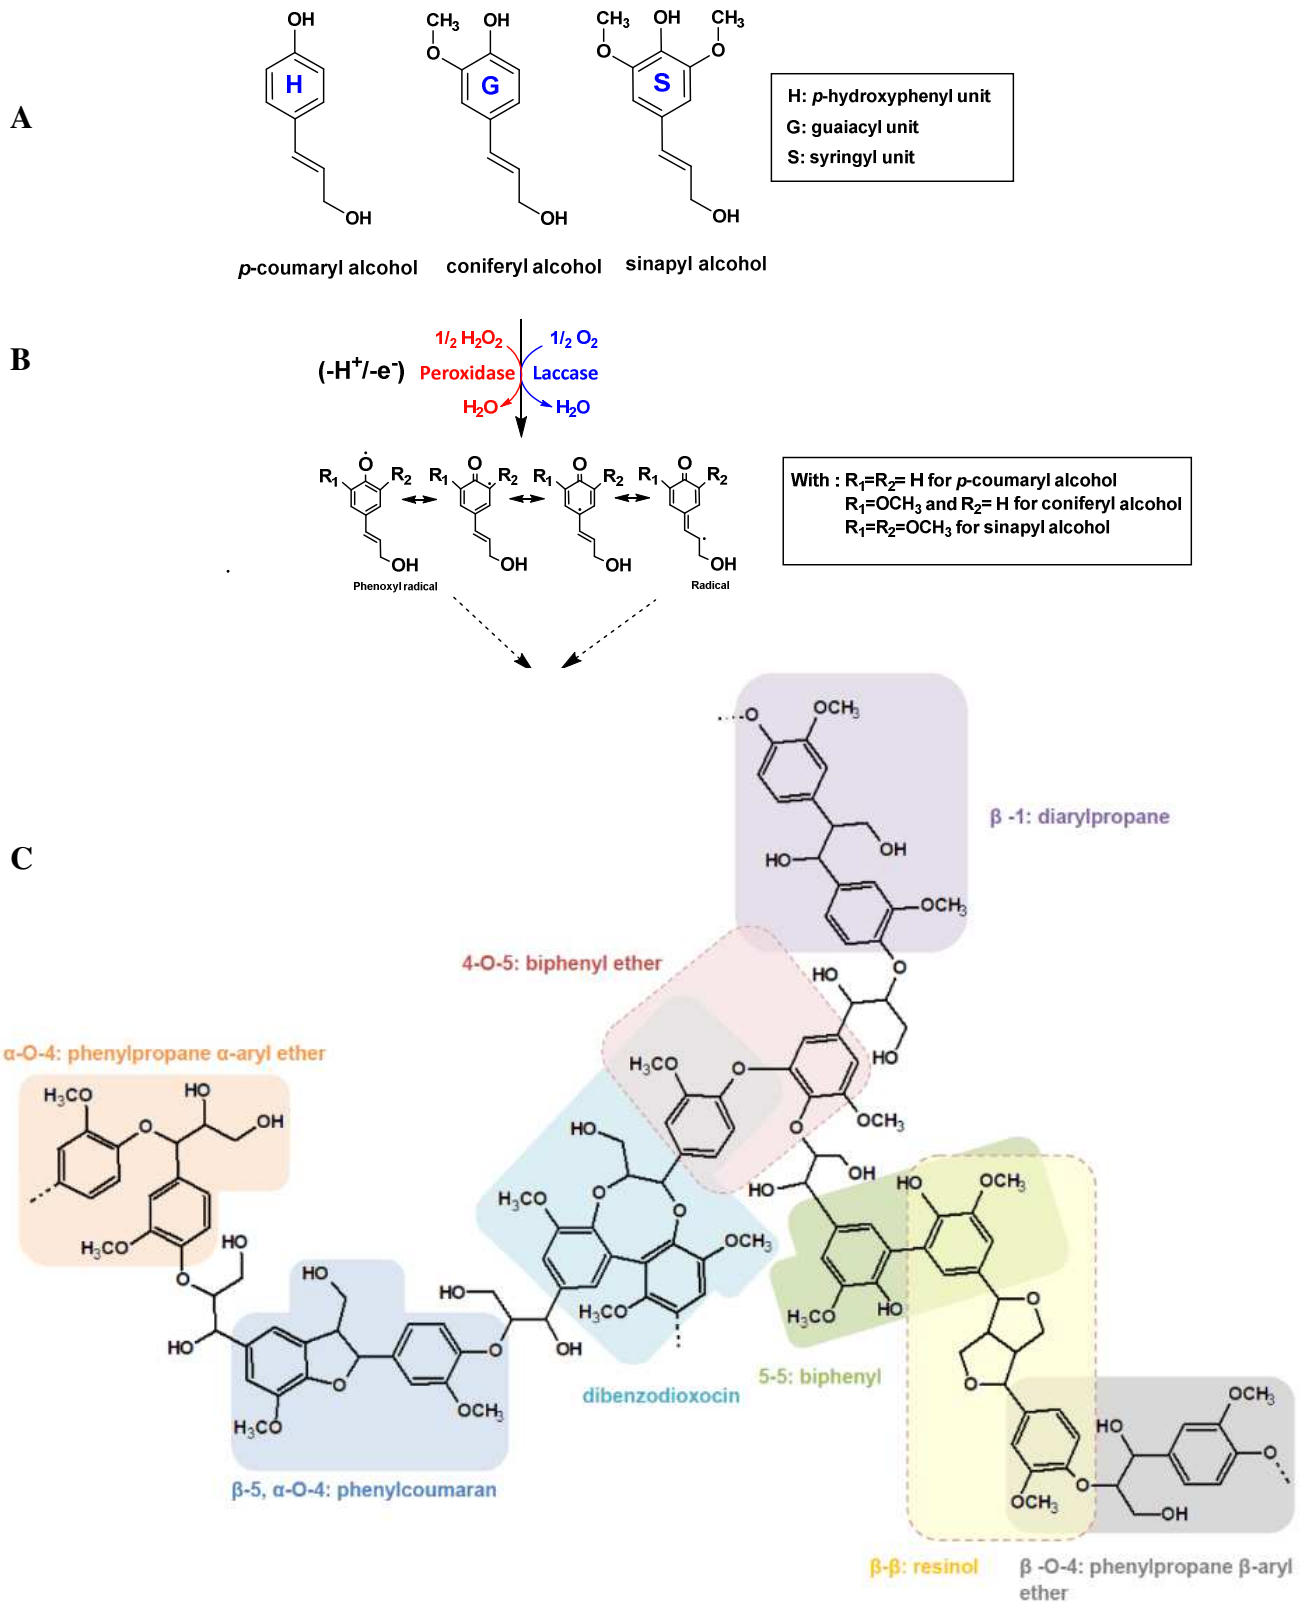 A
OH
H
OH
p-coumaryl alcohol
CH3
O
OH
G
OH
coniferyl alcohol
CH3
O
OH
CH3
O
S
OH
sinapyl alcohol
H: p-hydroxyphenyl unit
G: guaiacyl unit
S: syringyl unit
B
(-H+/-e-)
1/2 H2O2
1/2 O2
Peroxidase
Laccase
H2O
H2O
R1
O
R2
OH
Phenoxyl radical
R1
O
R2
OH
R1
O
R2
OH
R1
O
R2
OH
Radical
With : R1=R2= H for p-coumaryl alcohol
R1=OCH3 and R2= H for coniferyl alcohol
R1=R2=OCH3 for sinapyl alcohol
C
O
OCH3
OH
HO
OCH3
β -1: diarylpropane
O
HO
HO
4-O-5: biphenyl ether
H3CO
O
OCH3
O
OH
HO
α-O-4: phenylpropane α-aryl ether
H3CO
O
HO
OH
H3CO
O
HO
HO
HO
O
H3CO
OCH3
O
β-5, α-O-4: phenylcoumaran
HO
OH
HO
H3CO
O
O
OCH3
H3CO
dibenzodioxocin
HO
OCH3
H3CO
HO
5-5: biphenyl
O
O
OCH3
O
β-β: resinol
HO
OCH3
O
OH
β -O-4: phenylpropane β-aryl
ether